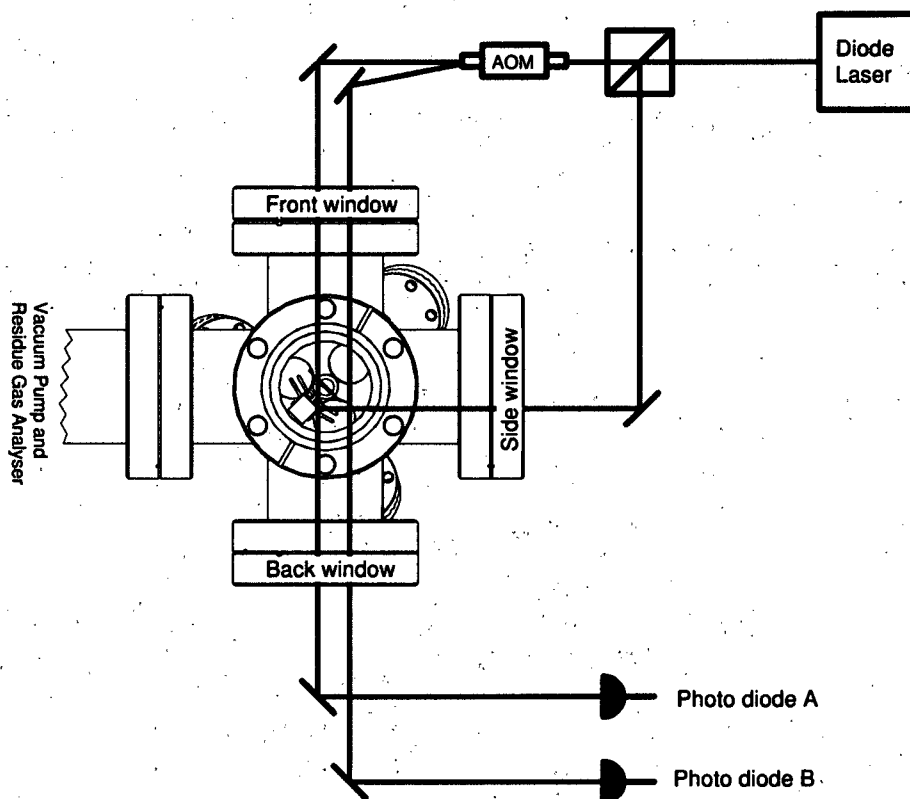 AOM
Diode
Laser
Front window
Vacuum Pump and
Residue Gas Analyser
Side window
Back window
Photo diode A
Photo diode B